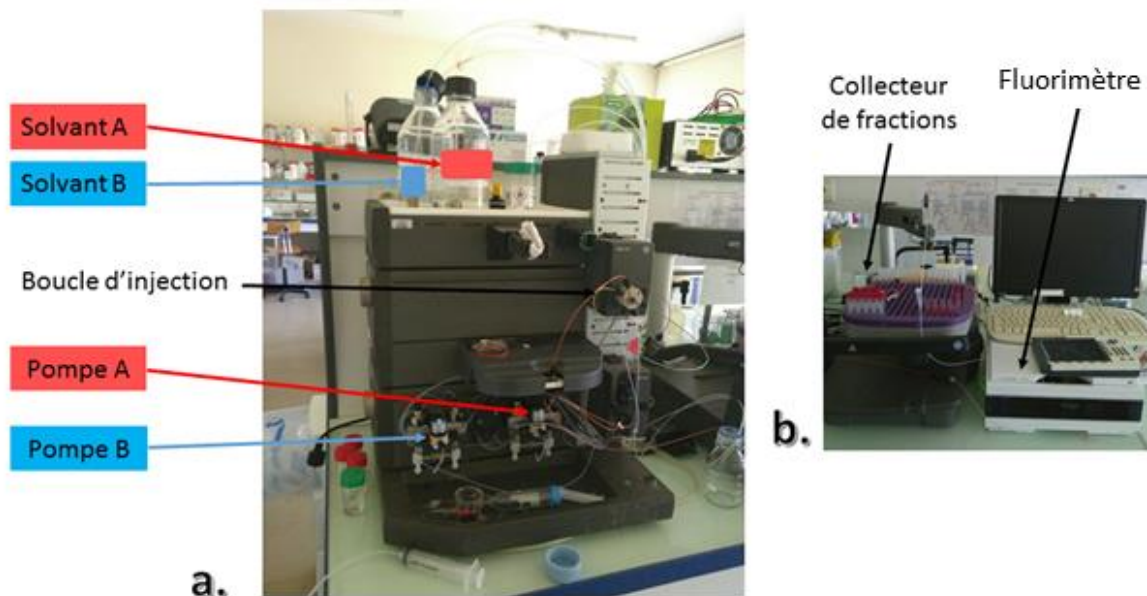 Solvant A
Solvant B
Boucle d'injection
Pompe A
Pompe B
a.
Collecteur
de fractions
Fluorimètre
b.